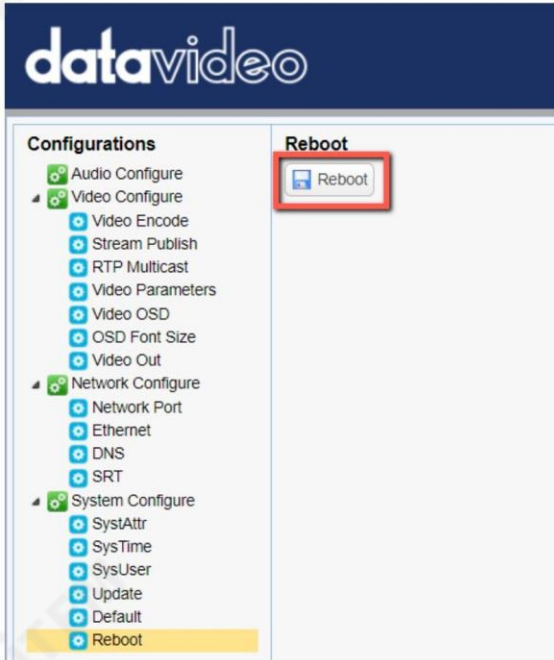 datavideo
Configurations
Audio Configure
Video Configure
Video Encode
Stream Publish
RTP Multicast
Video Parameters
Video OSD
OSD Font Size
Video Out
Network Configure
Network Port
Ethernet
DNS
SRT
System Configure
SystAttr
SysTime
SysUser
Update
Default
Reboot
Reboot
Reboot